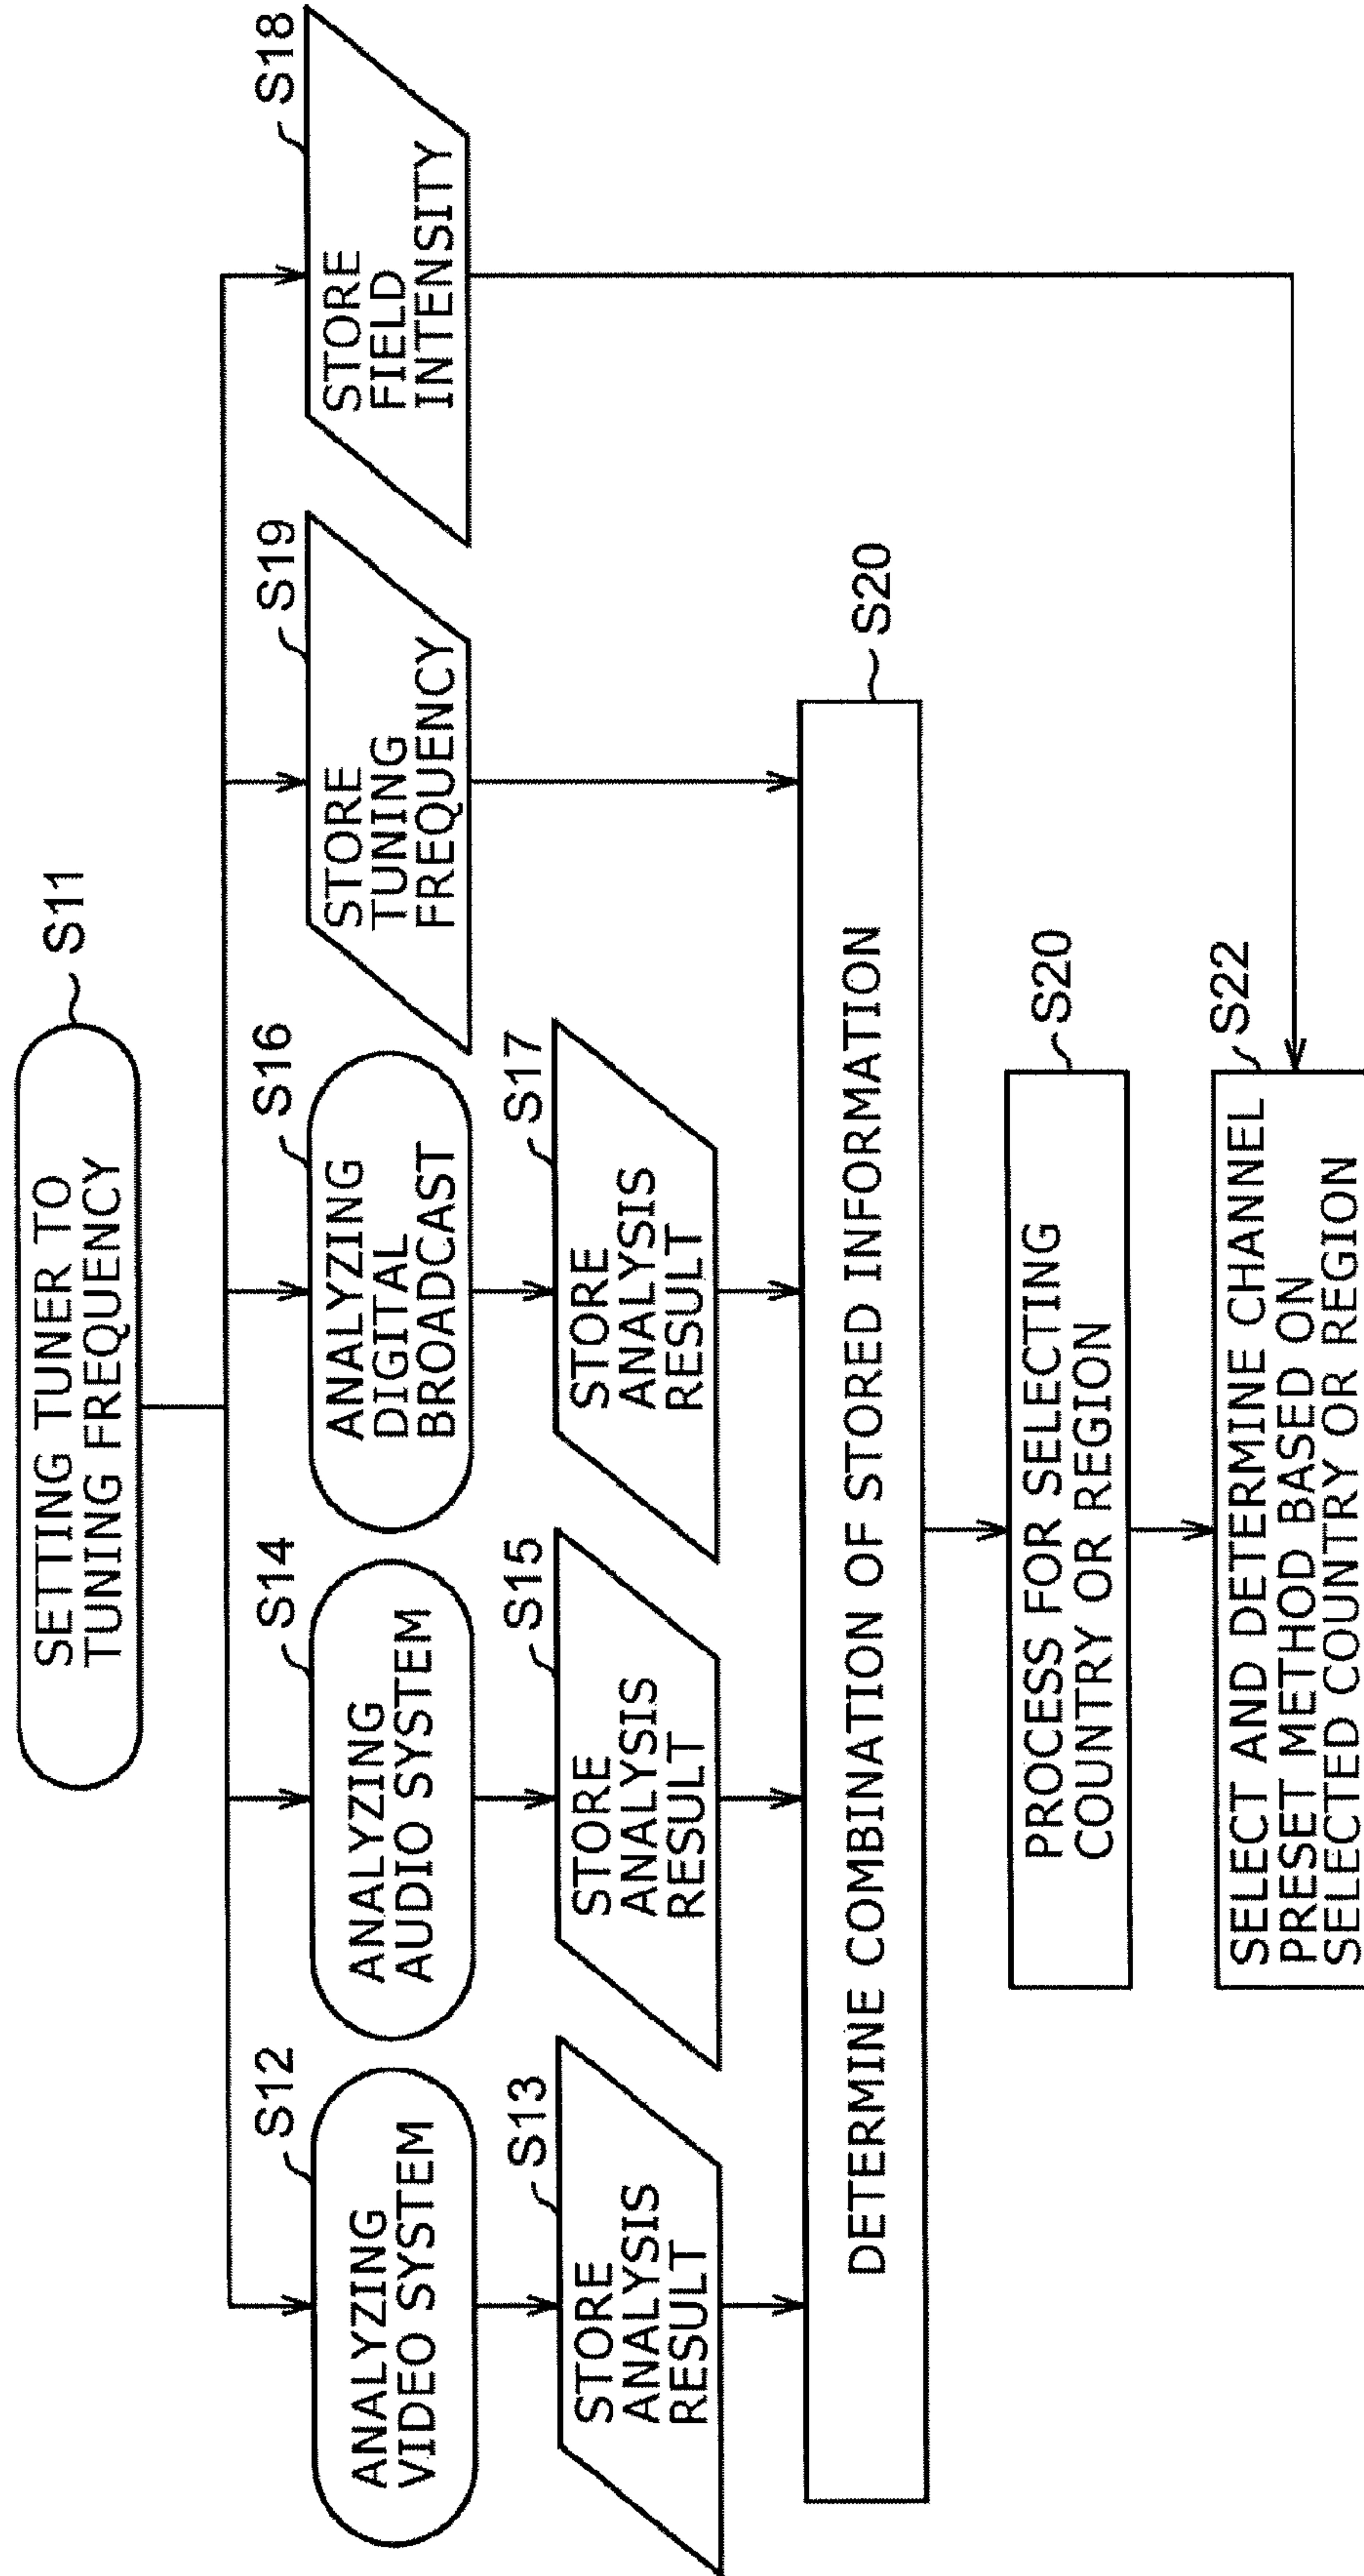 SETTING TUNER TO
TUNING FREQUENCY
S11
S12
ANALYZING
VIDEO SYSTEM
S14
ANALYZING
AUDIO SYSTEM
S16
ANALYZING
DIGITAL
BROADCAST
S19
STORE
TUNING
FREQUENCY
S18
STORE
FIELD
INTENSITY
S13
STORE
ANALYSIS
RESULT
S15
STORE
ANALYSIS
RESULT
S17
STORE
ANALYSIS
RESULT
DETERMINE COMBINATION OF STORED INFORMATION
S20
PROCESS FOR SELECTING
COUNTRY OR REGION
S20
S22
SELECT AND DETERMINE CHANNEL
PRESET METHOD BASED ON
SELECTED COUNTRY OR REGION